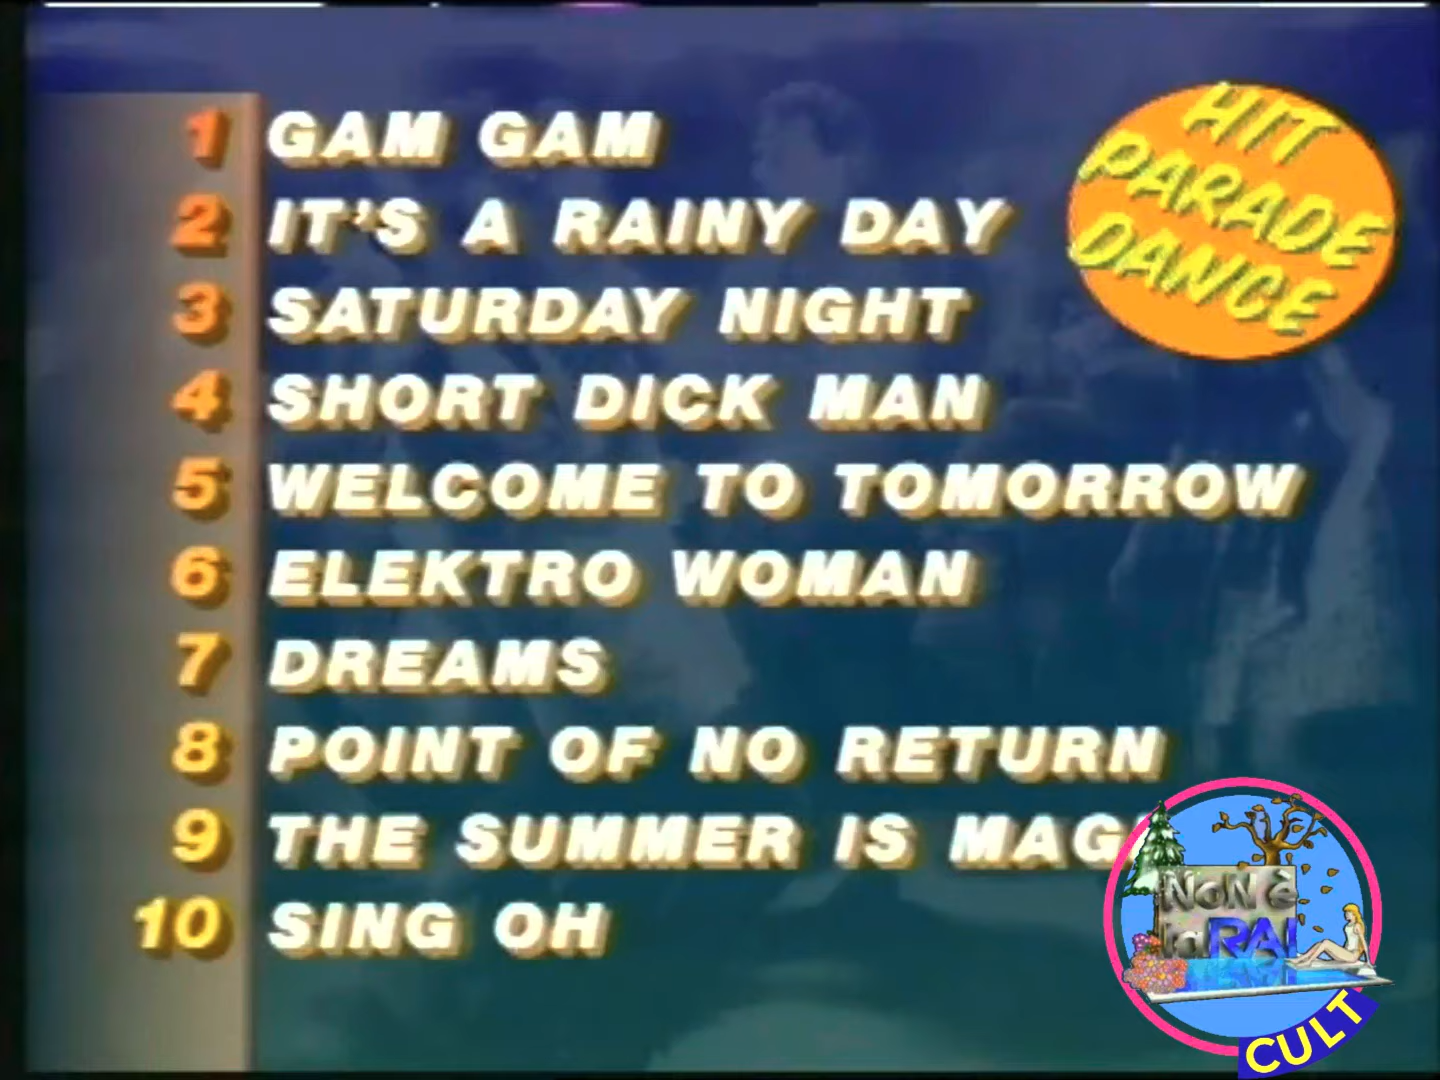 1 GAM GAM
2 IT'S A RAINY DAY
3 SATURDAY NIGHT
4 SHORT DICK MAN
5 WELCOME TO TOMORROW
6 ELEKTRO WOMAN
7 DREAMS
8 POINT OF NO RETURN
9 THE SUMMER IS
10 SING OH
HIT
PARADE
DANCE
NoN è
la RAI
CULT